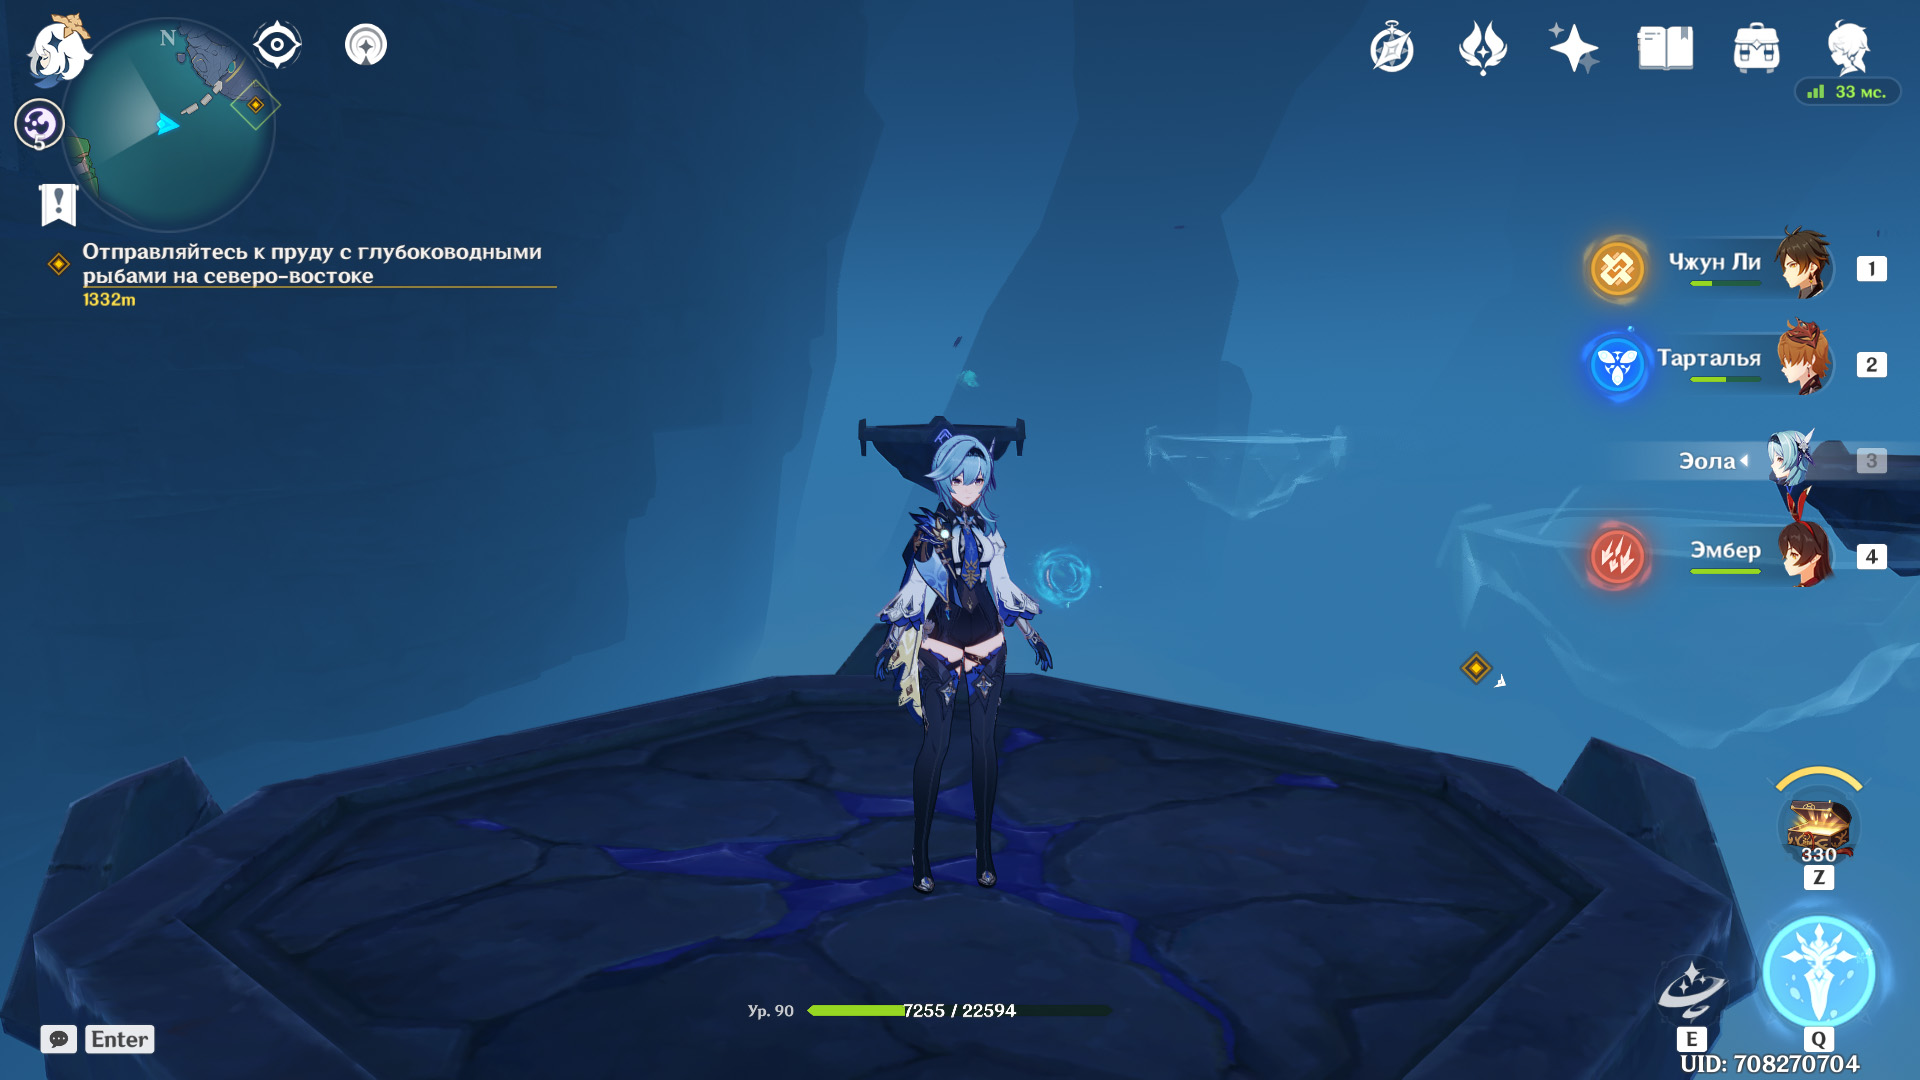 N
33 мс.
5
Отправляйтесь к пруду с глубоководными
рыбами на северо-востоке
1332m
Чжун Ли
1
Тарталья
2
Эола
3
Эмбер
4
330
Z
Ур. 90
7255 / 22594
Enter
E
Q
UID: 708270704